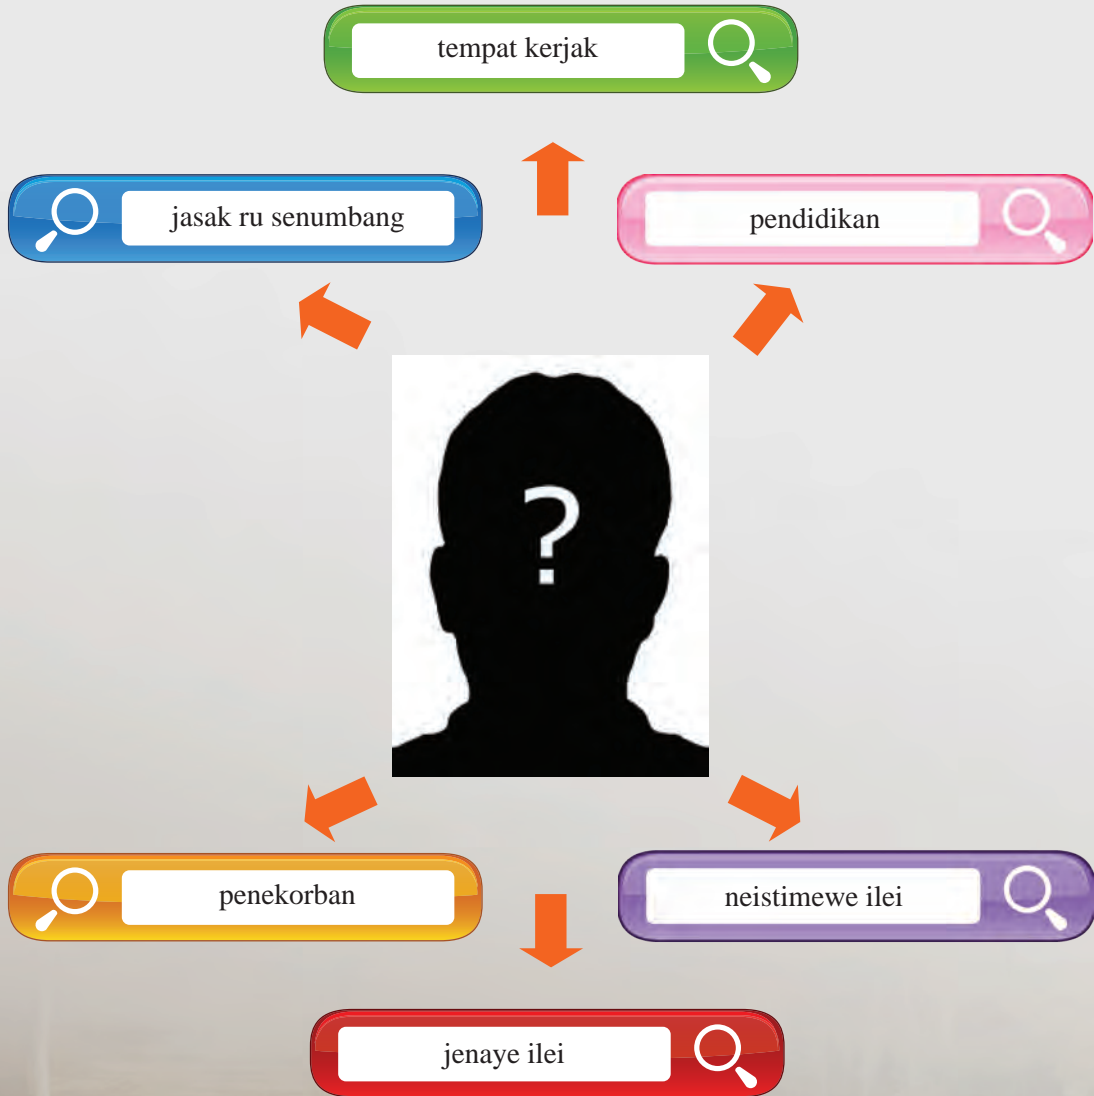 tempat kerjak
jasak ru senumbang
pendidikan
?
penekorban
neistimewe ilei
jenaye ilei